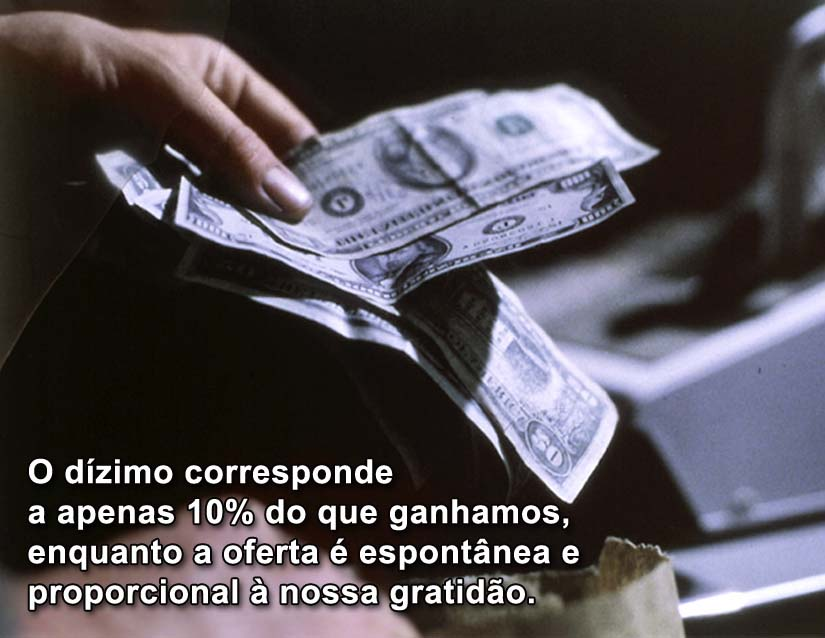 O dízimo corresponde
a apenas 10% do que ganhamos,
enquanto a oferta é espontânea e
proporcional à nossa gratidão.